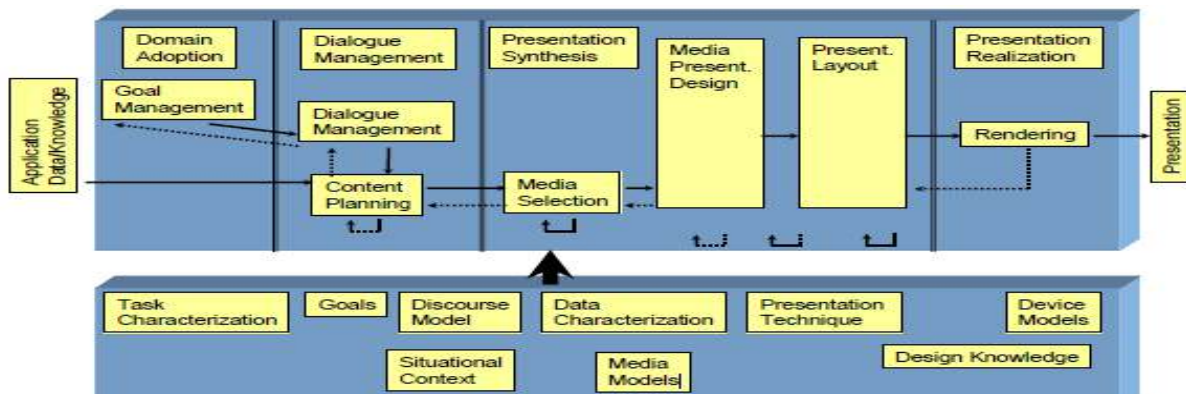 Domain
Adoption
Dialogue
Management
Presentation
Synthesis
Media
Present.
Design
Present.
Layout
Presentation
Realization
Goal
Management
Dialogue
Management
Application
Data/Knowledge
Content
Planning
Media
Selection
Rendering
Presentation
Task
Characterization
Goals
Discourse
Model
Data
Characterization
Presentation
Technique
Device
Models
Situational
Context
Media
Models
Design Knowledge